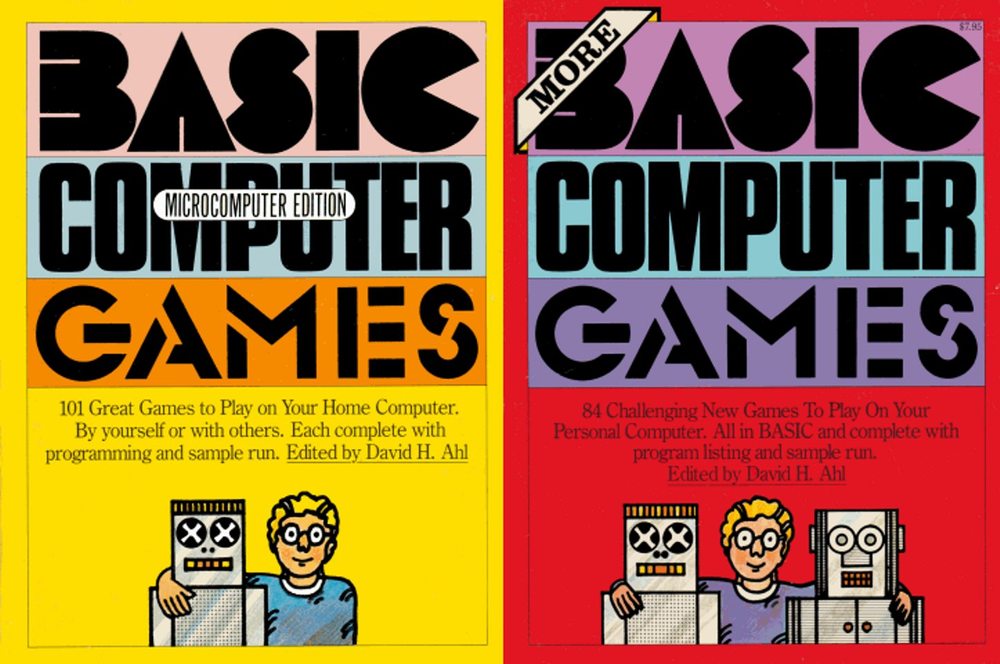 BASIC
COMPUTER
MICROCOMPUTER EDITION
GAMES
101 Great Games to Play on Your Home Computer.
By yourself or with others. Each complete with
programming and sample run. Edited by David H. Ahl
MORE
$7.95
BASIC
COMPUTER
GAMES
84 Challenging New Games To Play On Your
Personal Computer. All in BASIC and complete with
program listing and sample run.
Edited by David H. Ahl